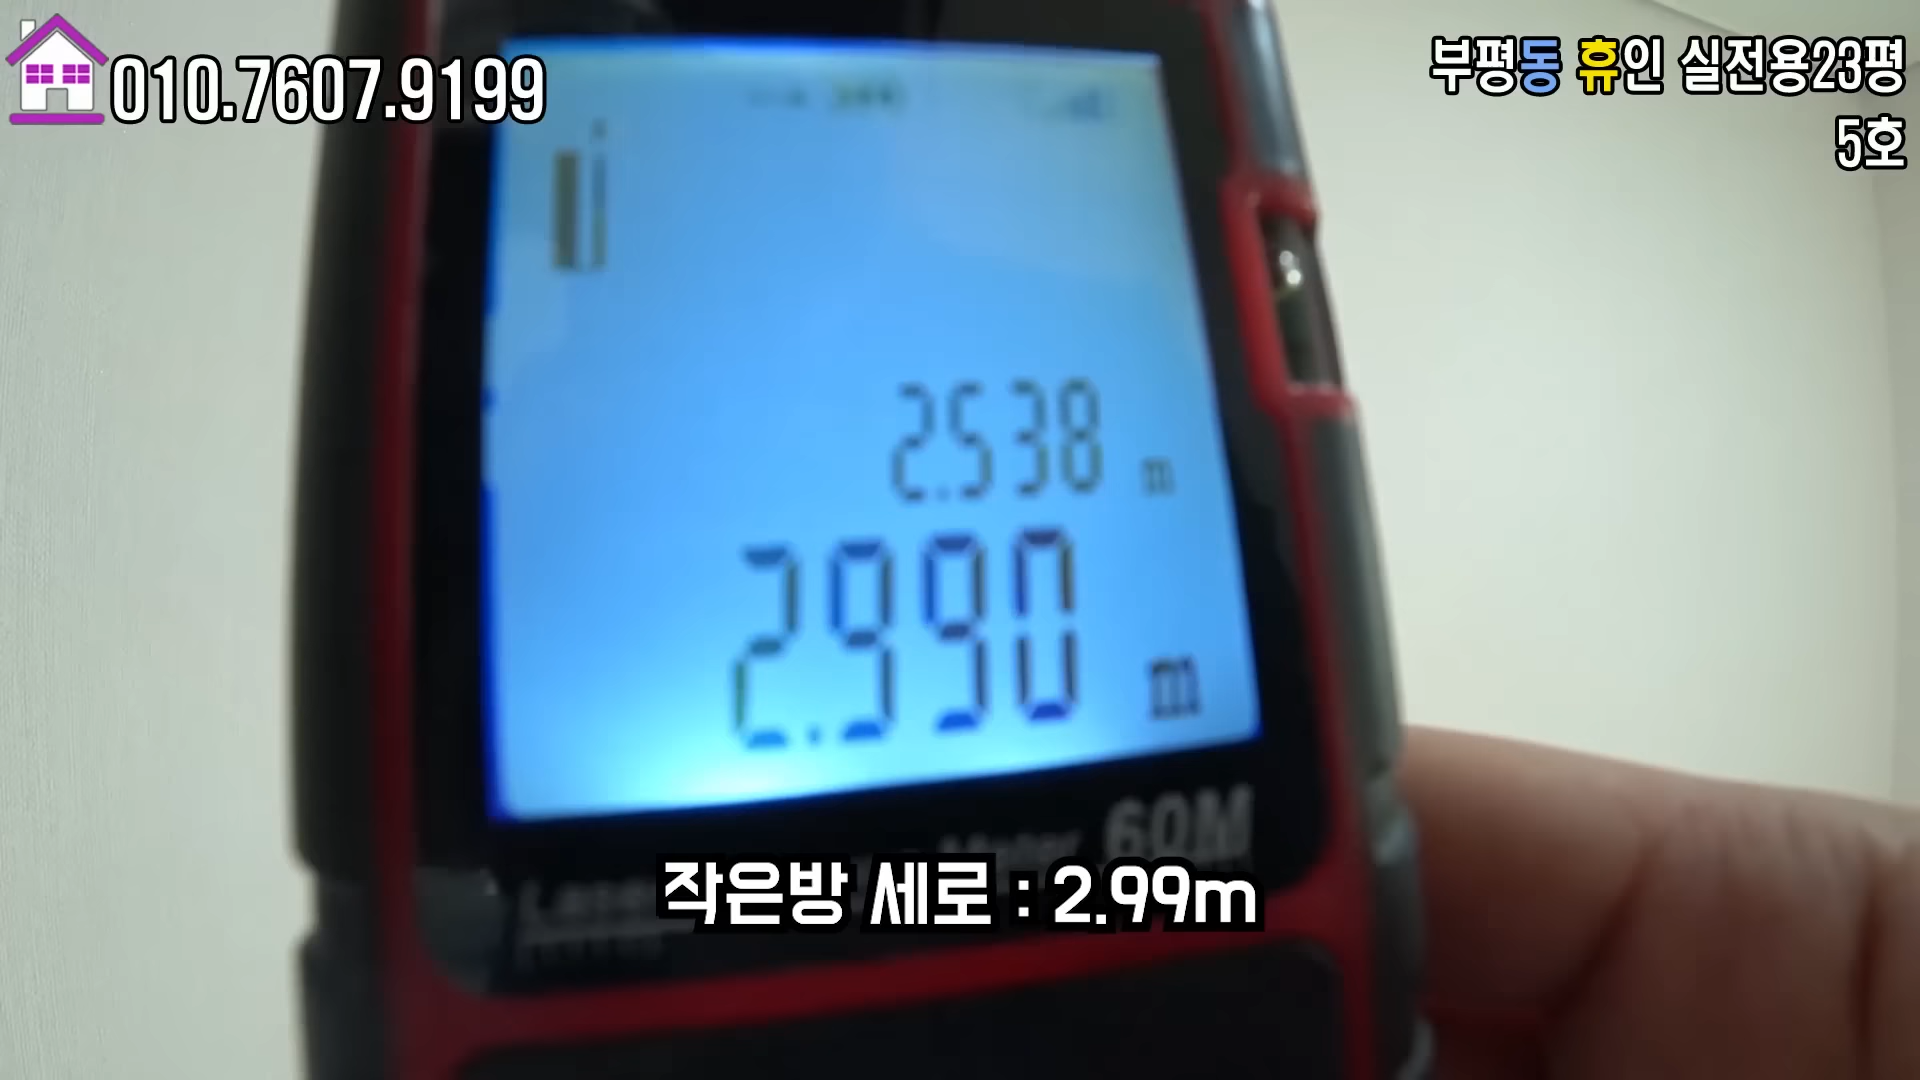 010.7607.9199
부평동 휴인 실전용23평
5호
2.538 m
2.990 m
60M
작은방 세로 : 2.99m